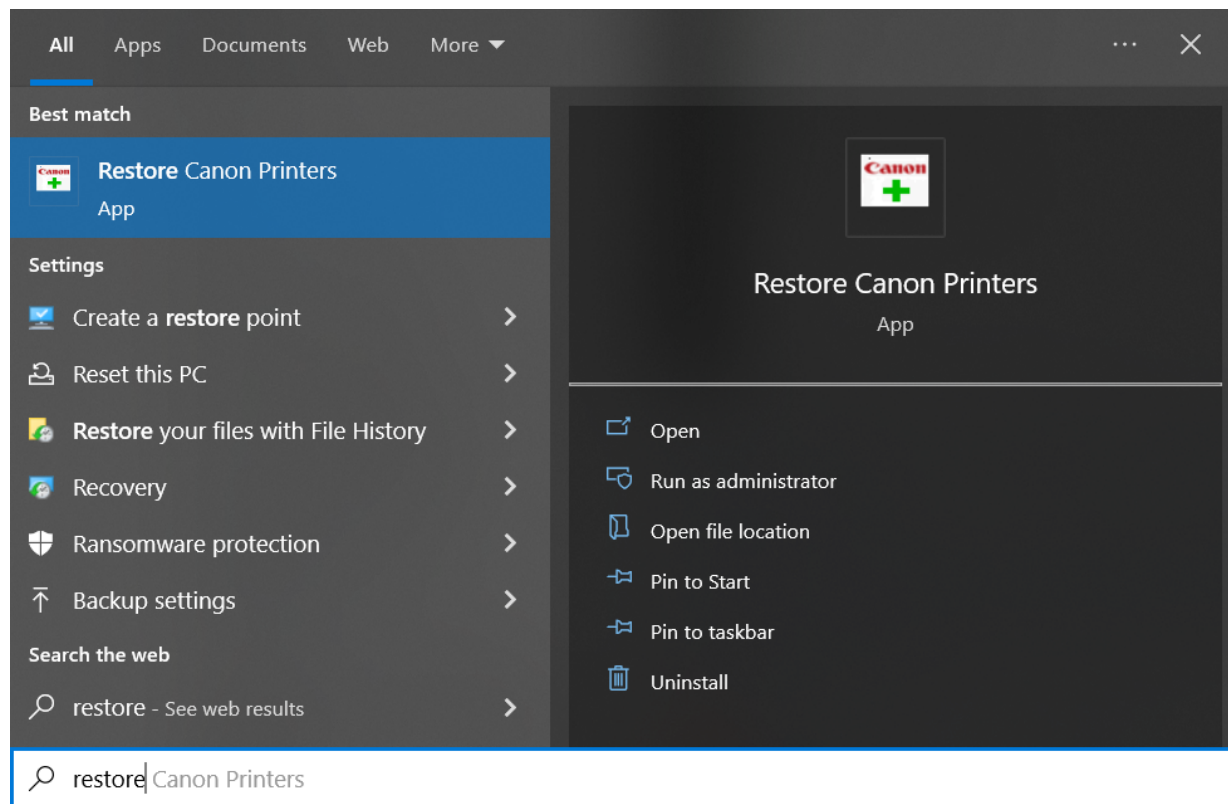 All Apps Documents Web More
Best match
Canon
Restore Canon Printers
App
Settings
Create a restore point
Reset this PC
Restore your files with File History
Recovery
Ransomware protection
Backup settings
Search the web
restore - See web results
restore Canon Printers
Canon
Restore Canon Printers
App
Open
Run as administrator
Open file location
Pin to Start
Pin to taskbar
Uninstall